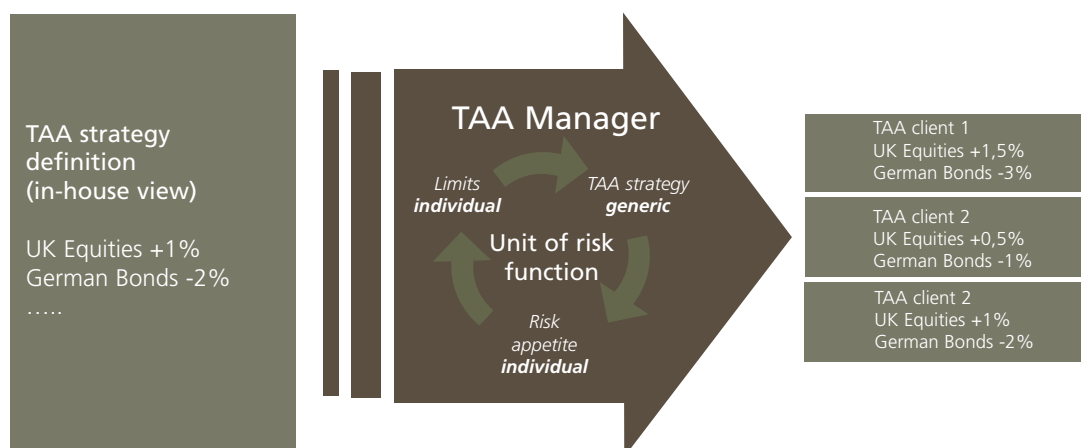 TAA strategy
definition
(in-house view)
UK Equities +1%
German Bonds -2%
.....
TAA Manager
Limits
individual
TAA strategy
generic
Unit of risk
function
Risk
appetite
individual
TAA client 1
UK Equities +1,5%
German Bonds -3%
TAA client 2
UK Equities +0,5%
German Bonds -1%
TAA client 2
UK Equities +1%
German Bonds -2%